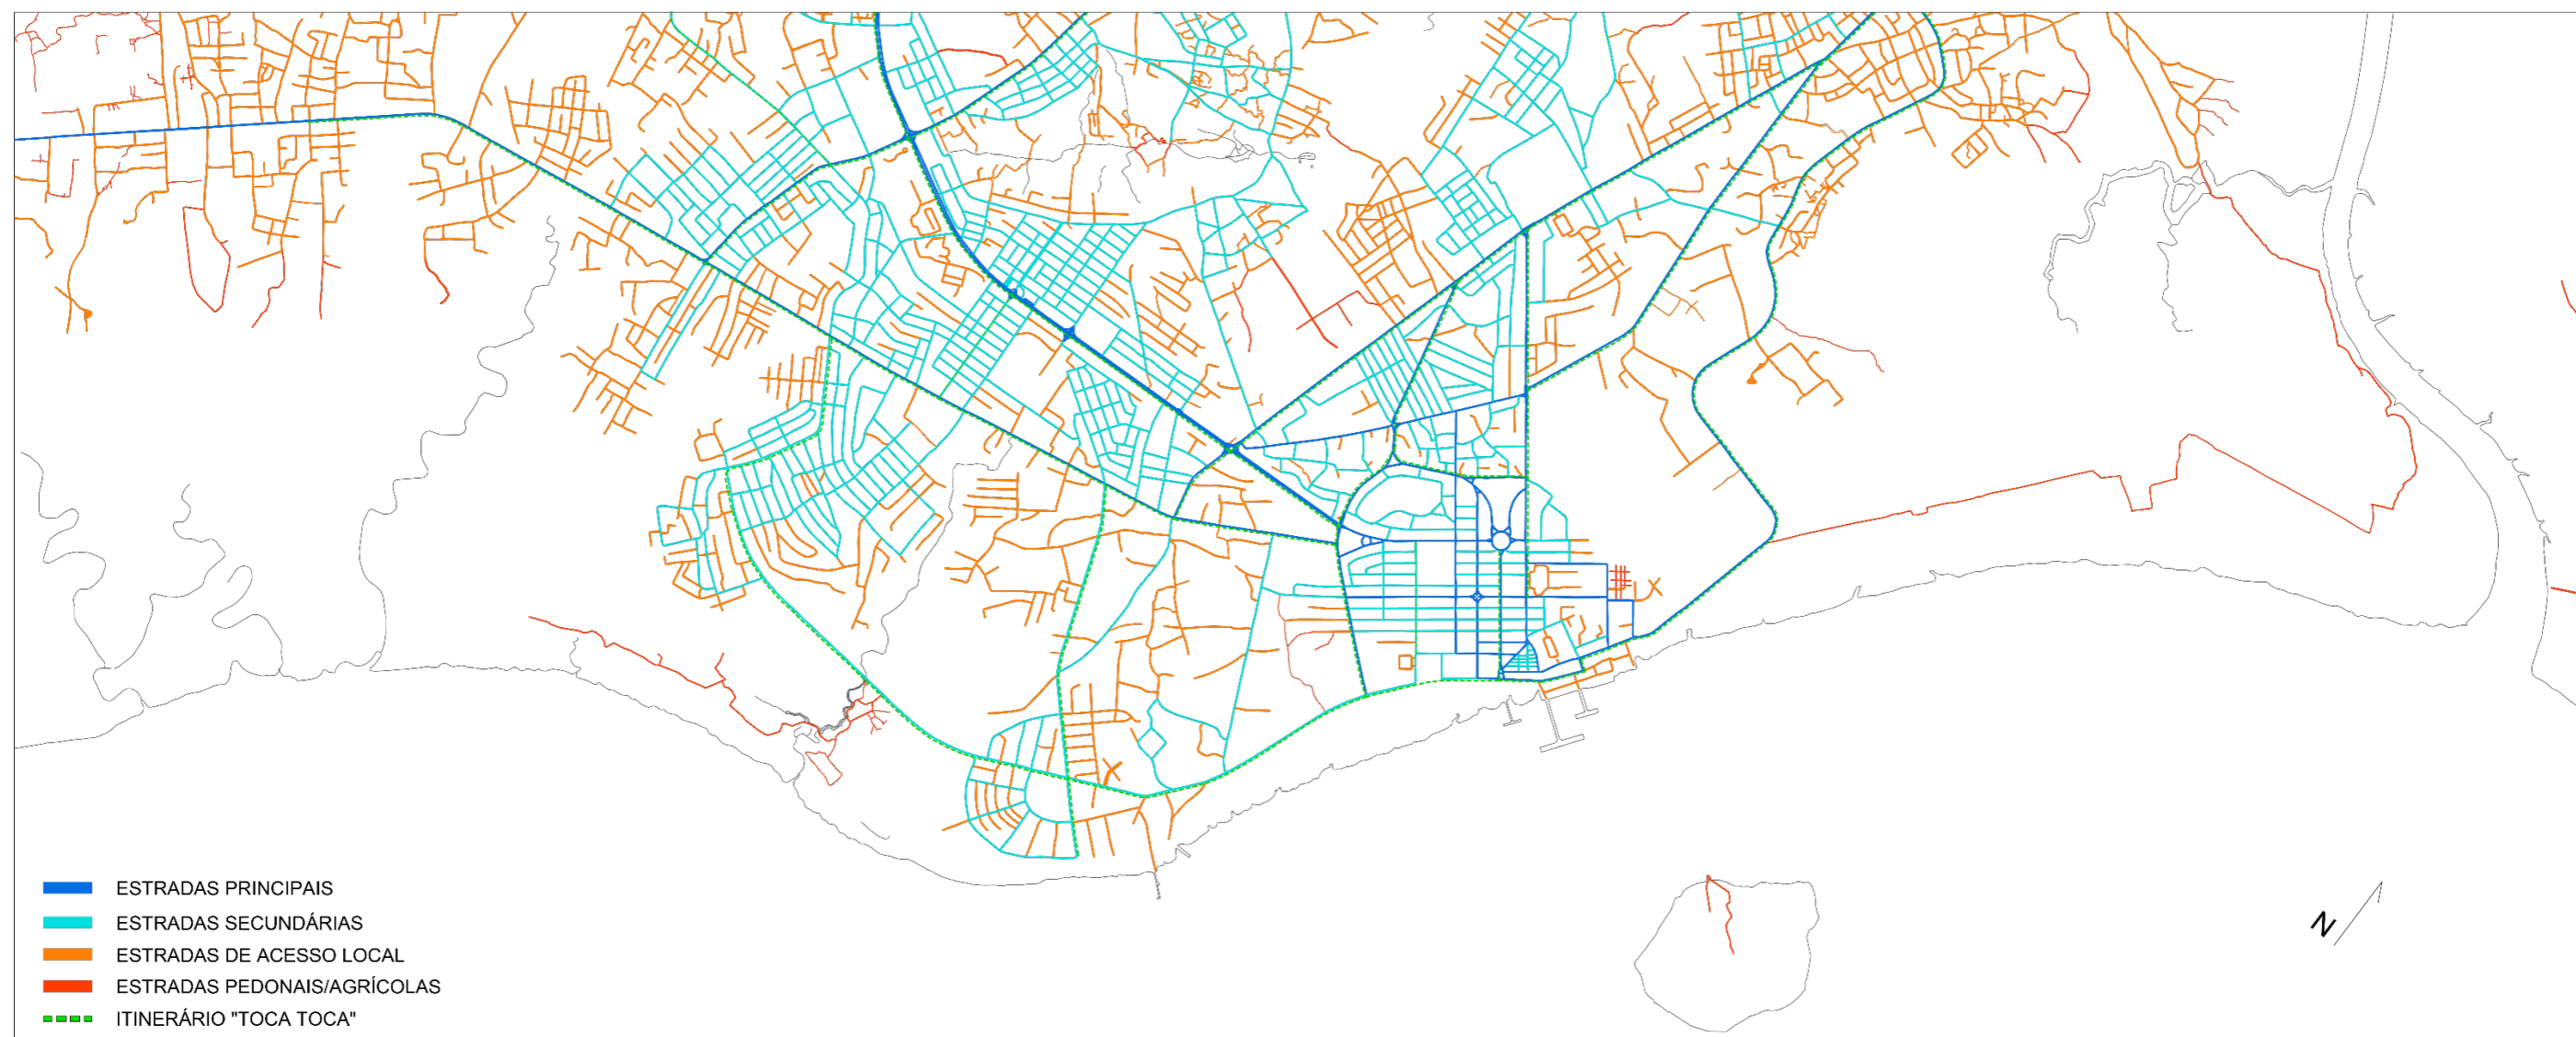 ESTRADAS PRINCIPAIS
ESTRADAS SECUNDÁRIAS
ESTRADAS DE ACESSO LOCAL
ESTRADAS PEDONAIS/AGRÍCOLAS
ITINERÁRIO "TOCA TOCA"
N